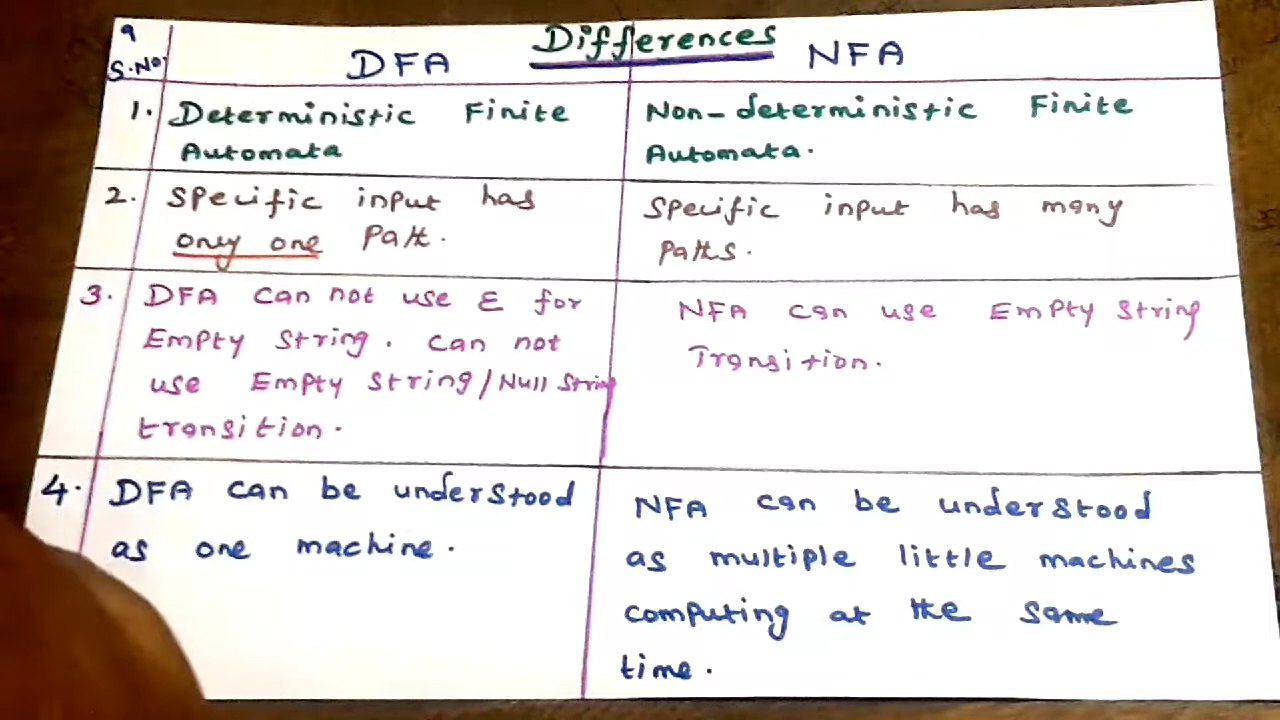 9
Differences
S.No DFA NFA
1. Deterministic Finite
Automata
Non-deterministic Finite
Automata.
2. Specific input has
only one Path.
Specific input has many
Paths.
3. DFA Can not use ε for
Empty String. Can not
use Empty String/Null String
transition.
NFA can use Empty String
Transition.
4. DFA can be understood
as one machine.
NFA can be understood
as multiple little machines
computing at the same
time.